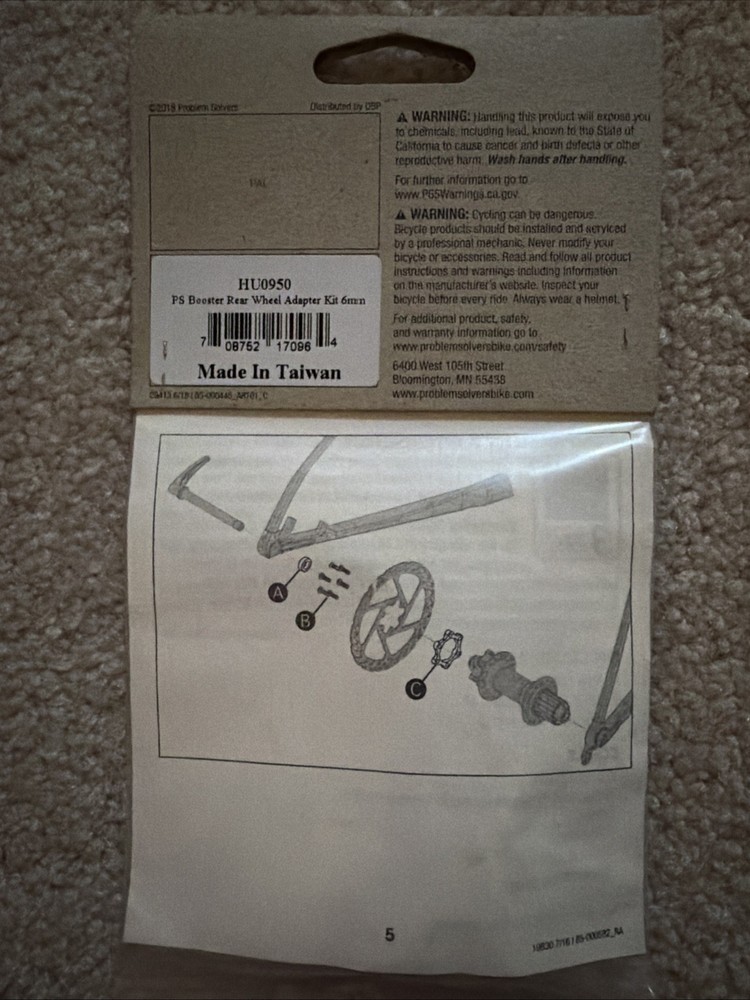 ©2018 Problem Solvers
Distributed by QBP
HU0950
PS Booster Rear Wheel Adapter Kit 6mm
7 08752 17096 4
Made In Taiwan
⚠ WARNING: Handling this product will expose you
to chemicals, including lead, known to the State of
California to cause cancer and birth defects or other
reproductive harm. Wash hands after handling.
For further information go to
www.P65Warnings.ca.gov
⚠ WARNING: Cycling can be dangerous.
Bicycle products should be installed and serviced
by a professional mechanic. Never modify your
bicycle or accessories. Read and follow all product
instructions and warnings including information
on the manufacturer's website. Inspect your
bicycle before every ride. Always wear a helmet.
For additional product, safety,
and warranty information go to
www.problemsolversbike.com/safety
6400 West 105th Street
Bloomington, MN 55438
www.problemsolversbike.com
A
B
C
5